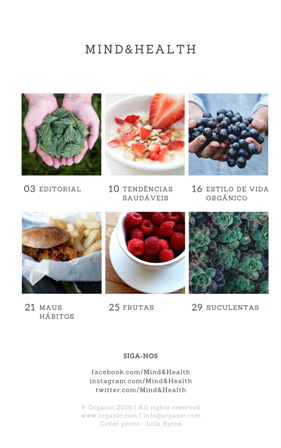 MIND&HEALTH
03 EDITORIAL
10 TENDÊNCIAS
SAUDÁVEIS
16 ESTILO DE VIDA
ORGÂNICO
21 MAUS
HÁBITOS
25 FRUTAS
29 SUCULENTAS
SIGA-NOS
facebook.com/Mind&Health
instagram.com/Mind&Health
twitter.com/Mind&Health
© Organic 2016 | All rights reserved
www.organic.com | info@organic.com
Cover photo : Lola Byrne